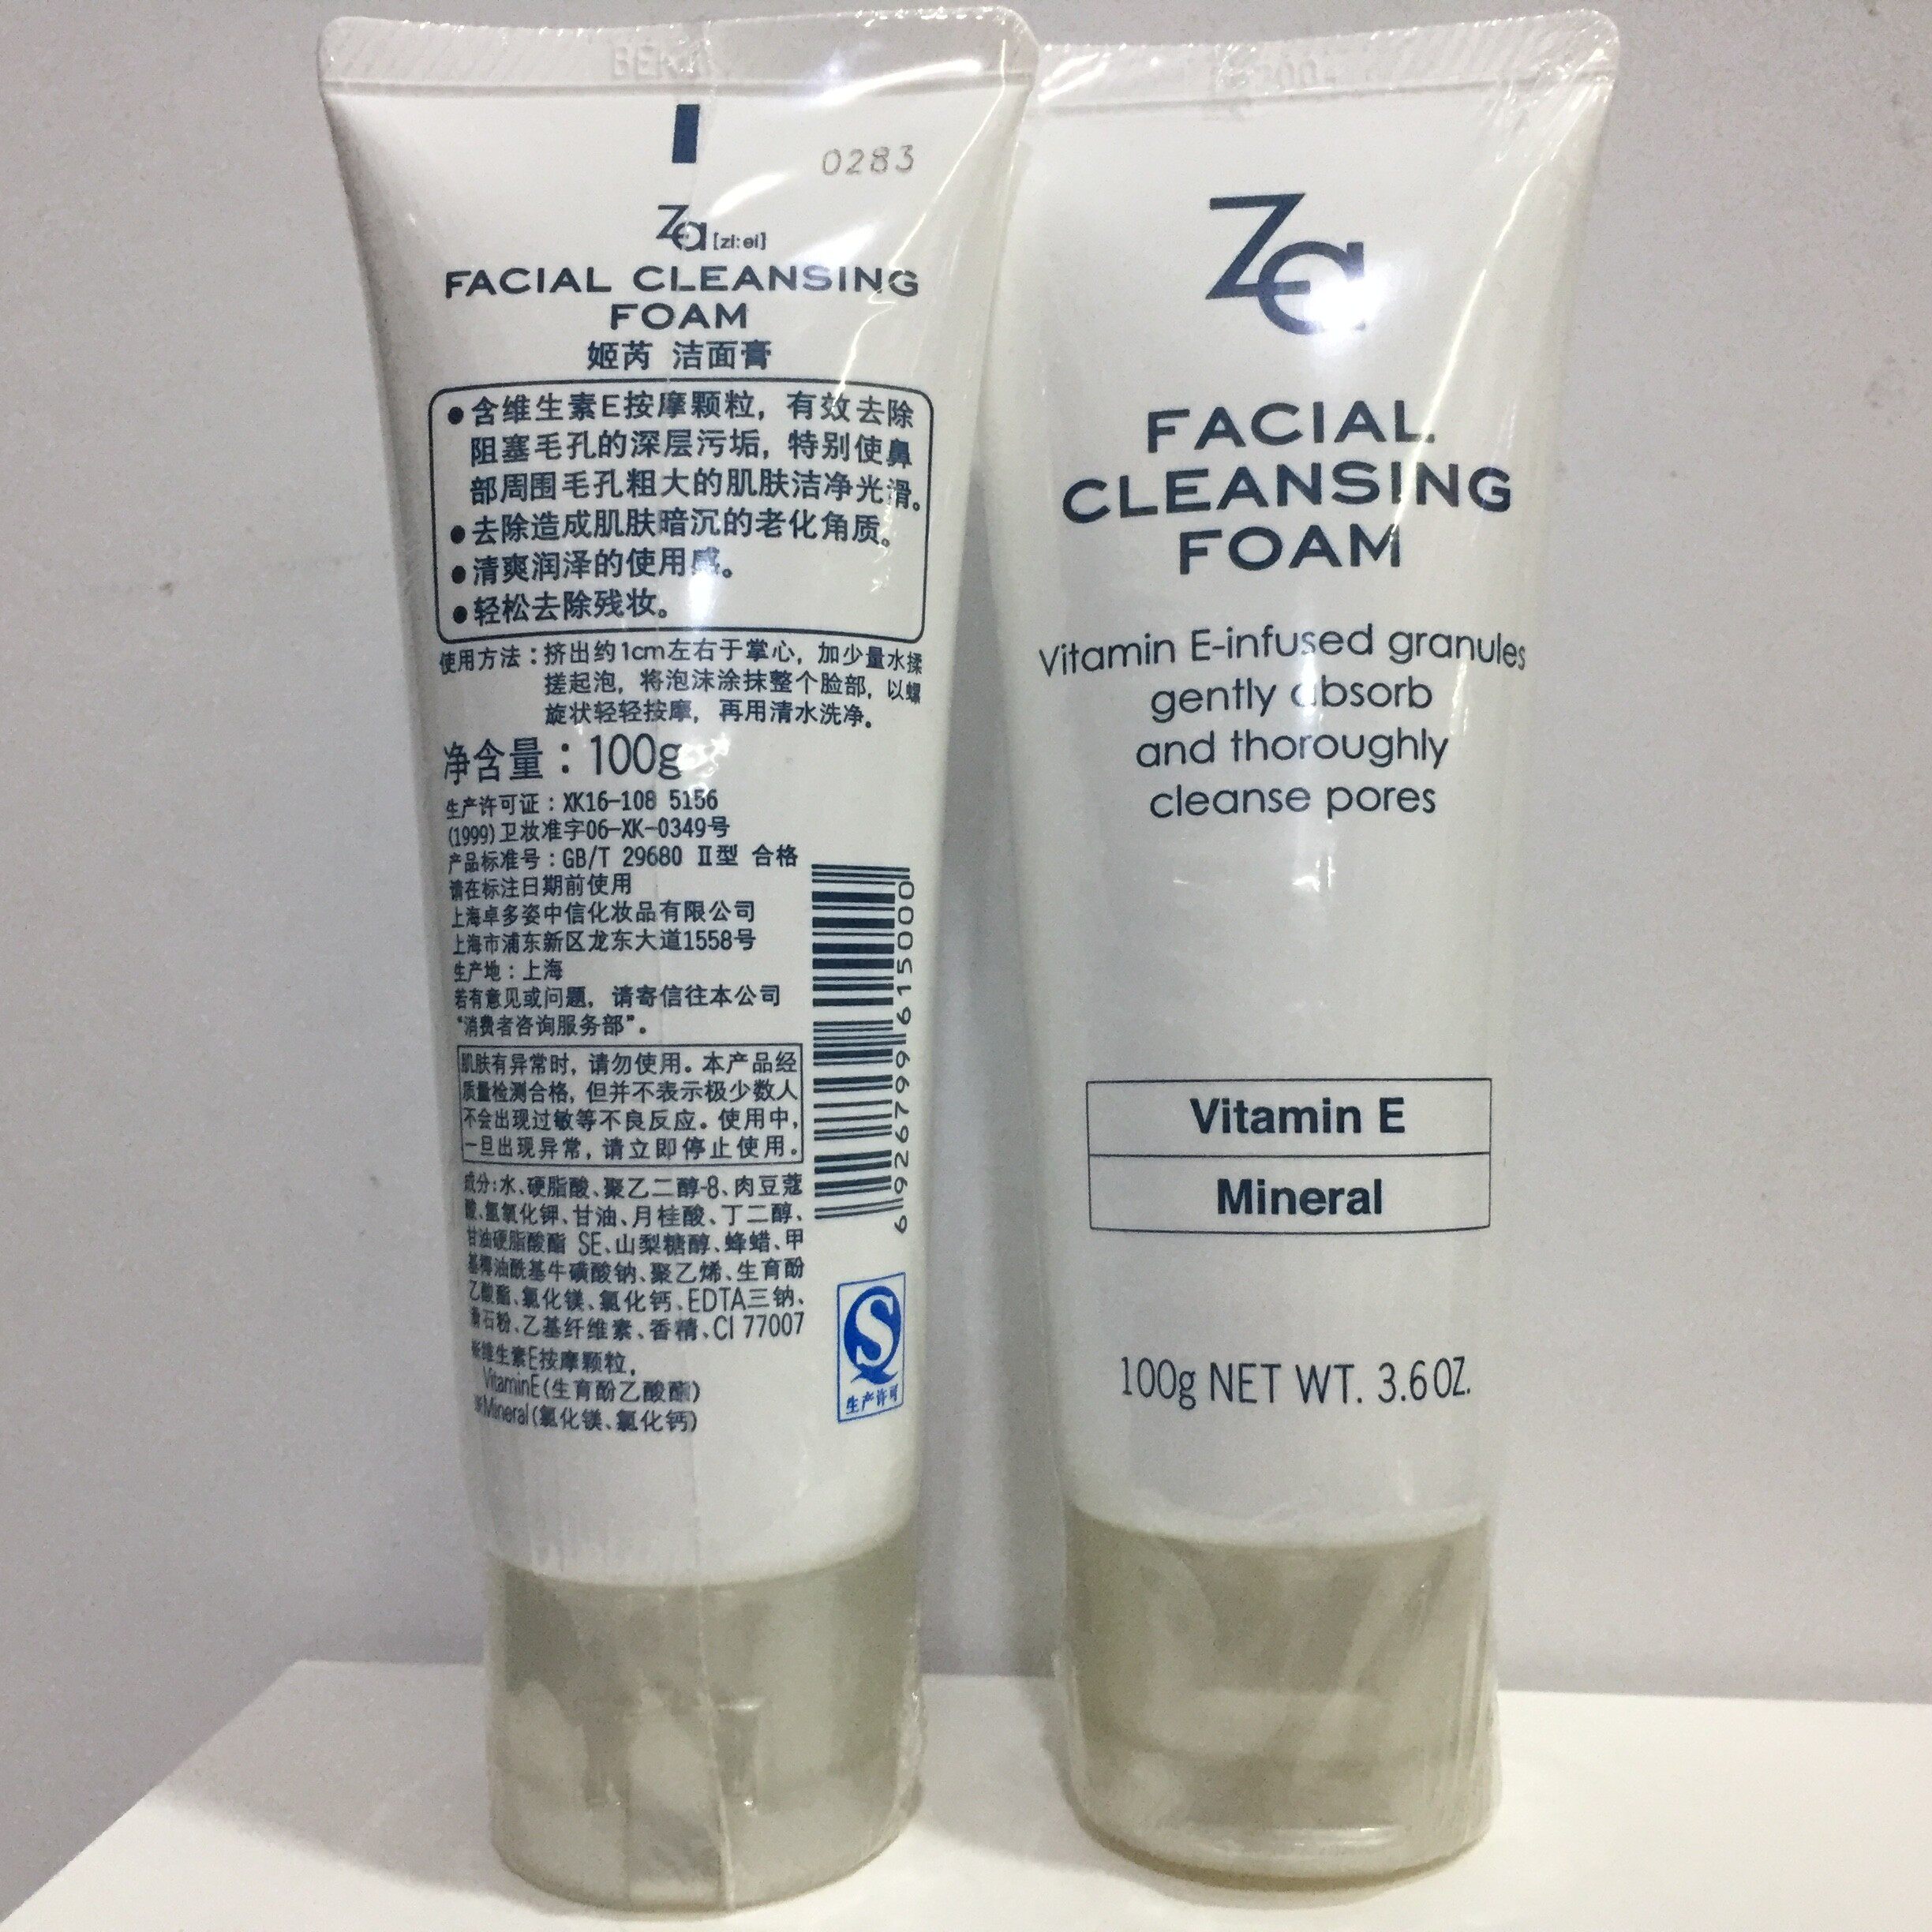 0283
Za [zi:ei]
FACIAL CLEANSING
FOAM
姬芮 洁面膏
●含维生素E按摩颗粒，有效去除
阻塞毛孔的深层污垢，特别使鼻
部周围毛孔粗大的肌肤洁净光滑。
●去除造成肌肤暗沉的老化角质。
●清爽润泽的使用感。
●轻松去除残妆。
使用方法：挤出约1cm左右于掌心，加少量水揉
搓起泡，将泡沫涂抹整个脸部，以螺
旋状轻轻按摩，再用清水洗净。
净含量：100g
生产许可证：XK16-108 5156
(1999)卫妆准字06-XK-0349号
产品标准号：GB/T 29680 Ⅱ型 合格
请在标注日期前使用
上海卓多姿中信化妆品有限公司
上海市浦东新区龙东大道1558号
生产地：上海
若有意见或问题，请寄信往本公司
“消费者咨询服务部”。
肌肤有异常时，请勿使用。本产品经
质量检测合格，但并不表示极少数人
不会出现过敏等不良反应。使用中，
一旦出现异常，请立即停止使用。
成分：水、硬脂酸、聚乙二醇-8、肉豆蔻
酸、氢氧化钾、甘油、月桂酸、丁二醇、
甘油硬脂酸酯 SE、山梨糖醇、蜂蜡、甲
基椰油酰基牛磺酸钠、聚乙烯、生育酚
乙酸酯、氯化镁、氯化钙、EDTA三钠、
滑石粉、乙基纤维素、香精、CI 77007
维生素E按摩颗粒，
VitaminE(生育酚乙酸酯)
Mineral(氯化镁、氯化钙)
6926799615000
QS
生产许可
Za
FACIAL
CLEANSING
FOAM
Vitamin E-infused granules
gently absorb
and thoroughly
cleanse pores
Vitamin E
Mineral
100g NET WT. 3.6 OZ.